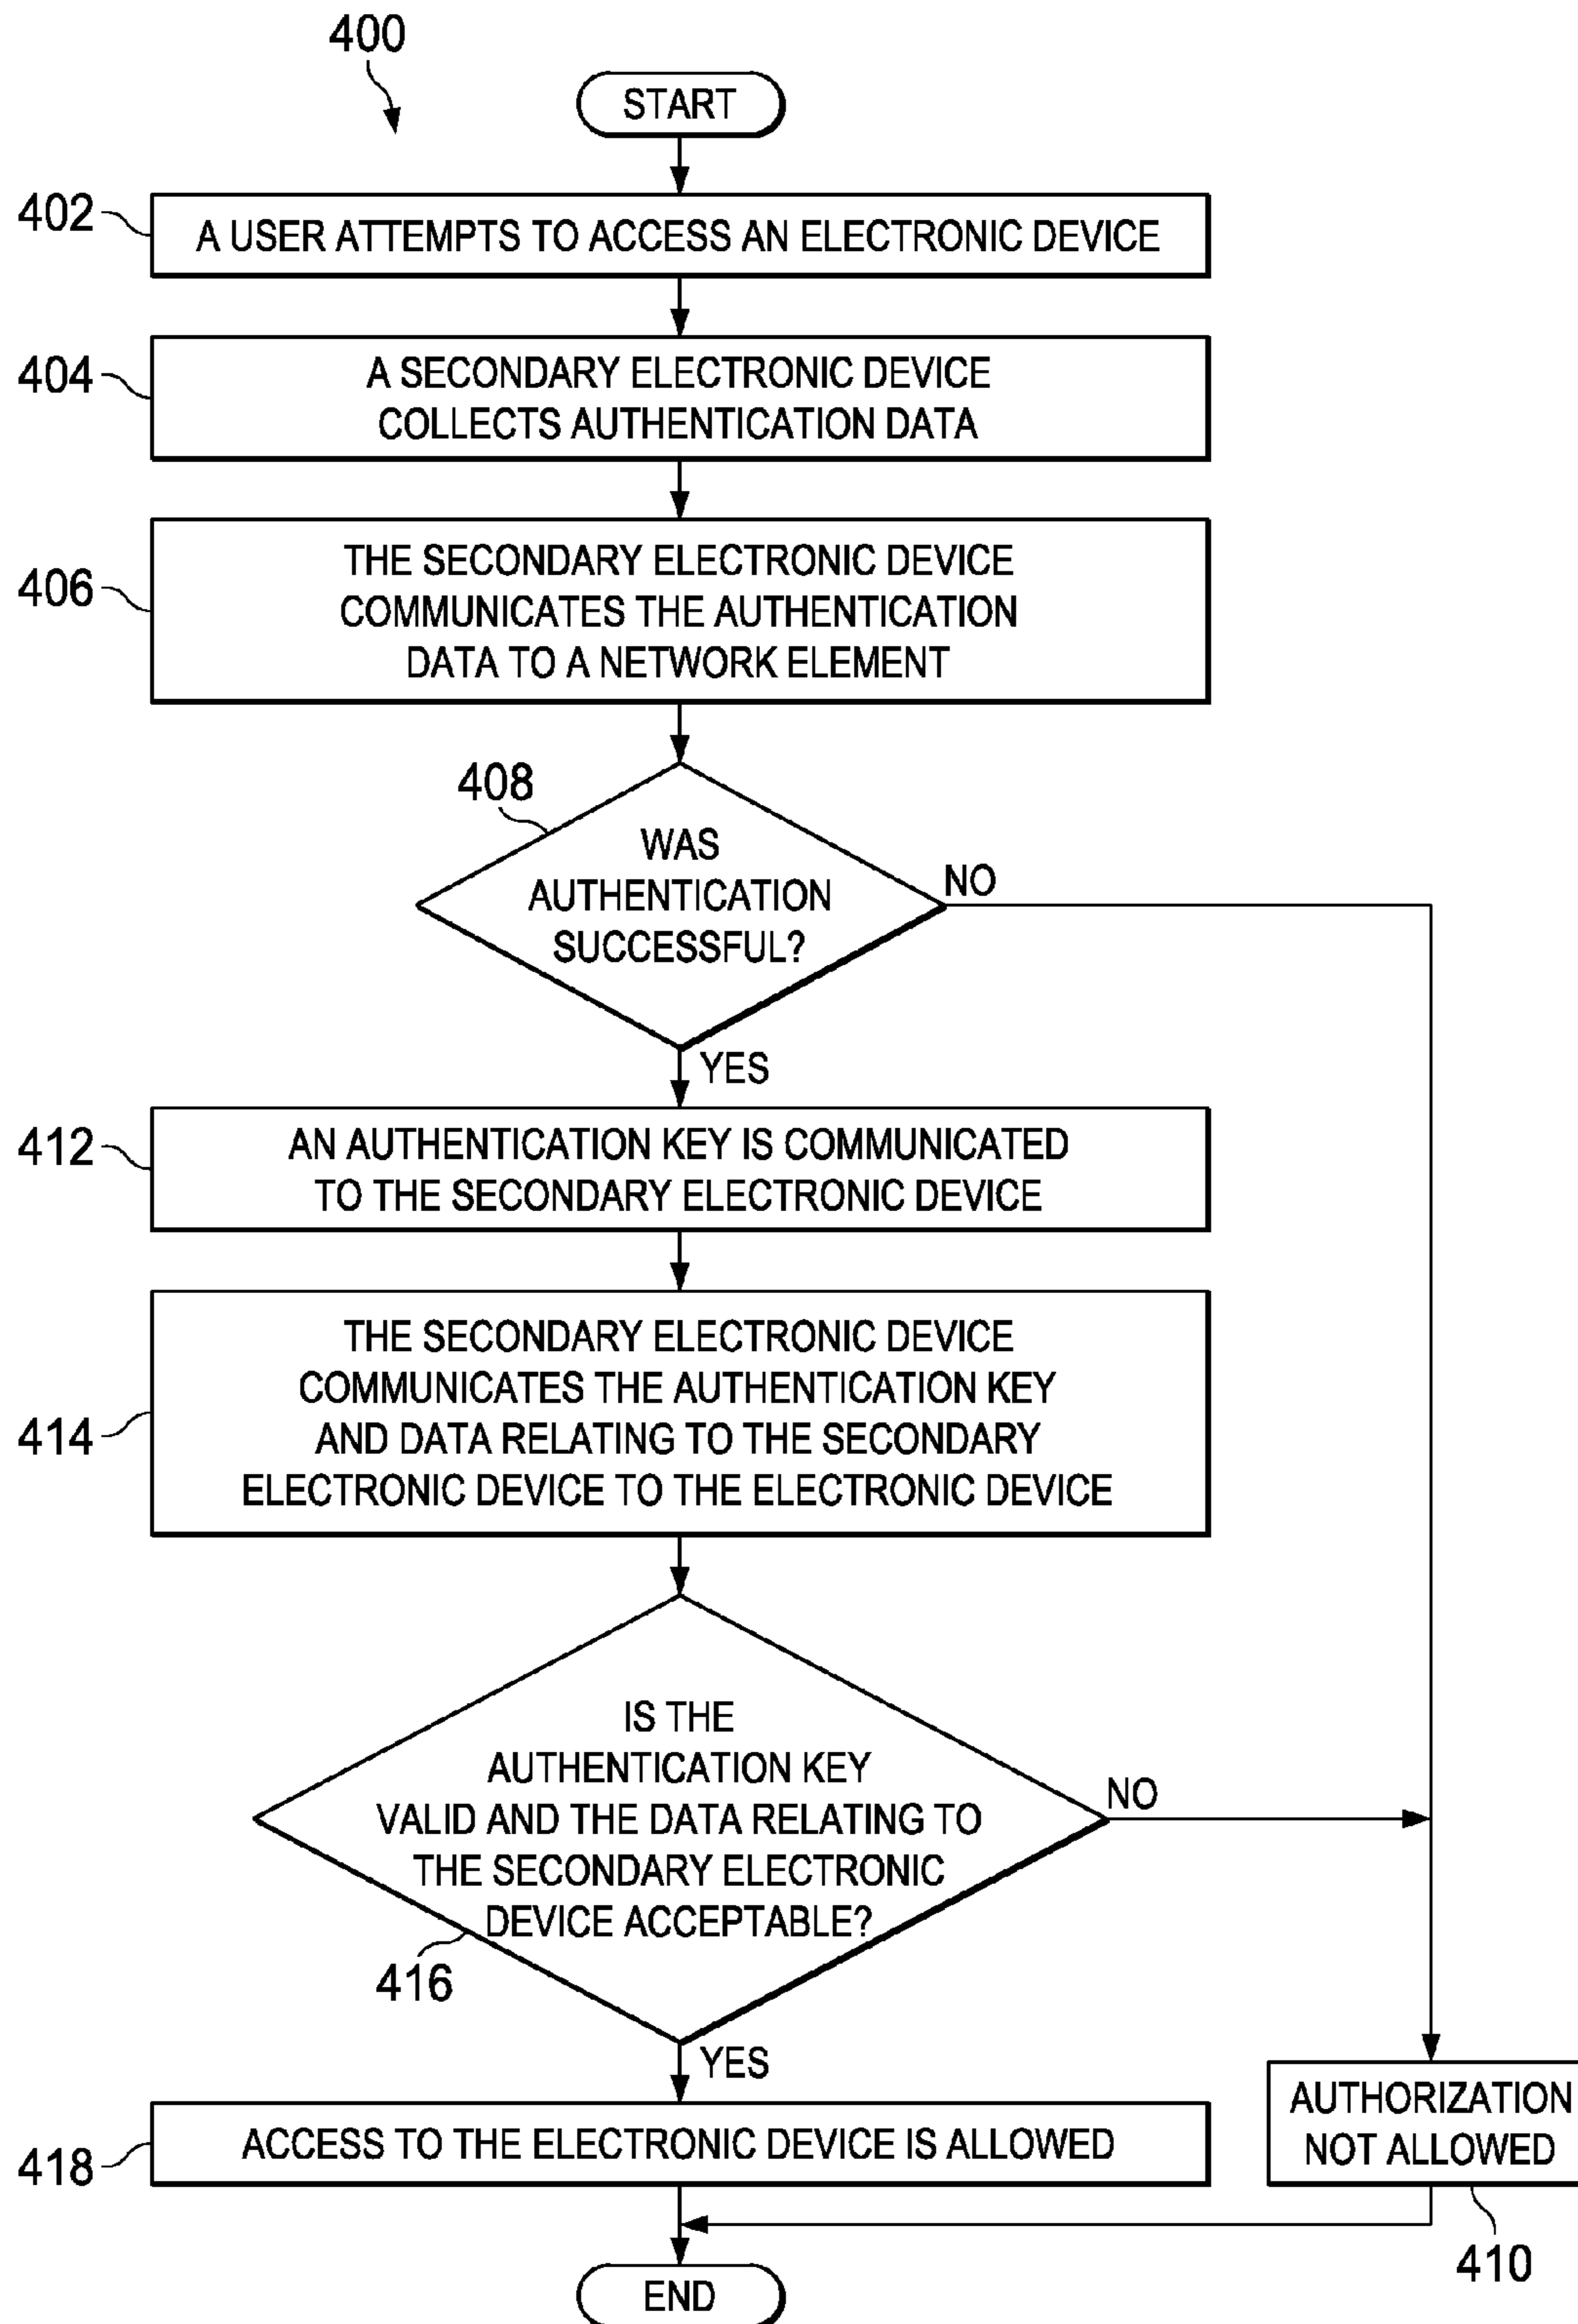 400
START
402
A USER ATTEMPTS TO ACCESS AN ELECTRONIC DEVICE
404
A SECONDARY ELECTRONIC DEVICE
COLLECTS AUTHENTICATION DATA
406
THE SECONDARY ELECTRONIC DEVICE
COMMUNICATES THE AUTHENTICATION
DATA TO A NETWORK ELEMENT
408
WAS
AUTHENTICATION
SUCCESSFUL?
NO
YES
412
AN AUTHENTICATION KEY IS COMMUNICATED
TO THE SECONDARY ELECTRONIC DEVICE
414
THE SECONDARY ELECTRONIC DEVICE
COMMUNICATES THE AUTHENTICATION KEY
AND DATA RELATING TO THE SECONDARY
ELECTRONIC DEVICE TO THE ELECTRONIC DEVICE
IS THE
AUTHENTICATION KEY
VALID AND THE DATA RELATING TO
THE SECONDARY ELECTRONIC
DEVICE ACCEPTABLE?
NO
416
YES
418
ACCESS TO THE ELECTRONIC DEVICE IS ALLOWED
AUTHORIZATION
NOT ALLOWED
410
END